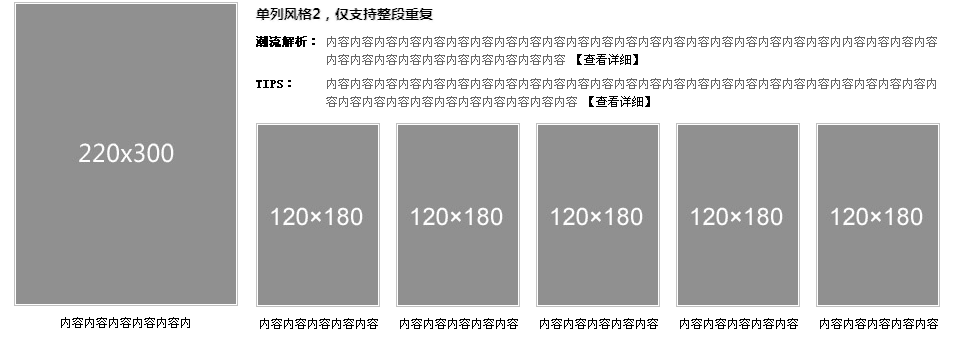 单列风格2，仅支持整段重复
潮流解析： 内容内容内容内容内容内容内容内容内容内容内容内容内容内容内容内容内容内容内容内容内容内内容内容内容内容
内容内容内容内容内容内容内容内容内容内容 【查看详细】
TIPS： 内容内容内容内容内容内容内容内容内容内容内容内容内容内容内容内容内容内容内容内容内容内容内容内容内容内
容内容内容内容内容内容内容内容内容内容内容 【查看详细】
220x300
120×180 120×180 120×180 120×180 120×180
内容内容内容内容内容内 内容内容内容内容内容 内容内容内容内容内容 内容内容内容内容内容 内容内容内容内容内容 内容内容内容内容内容